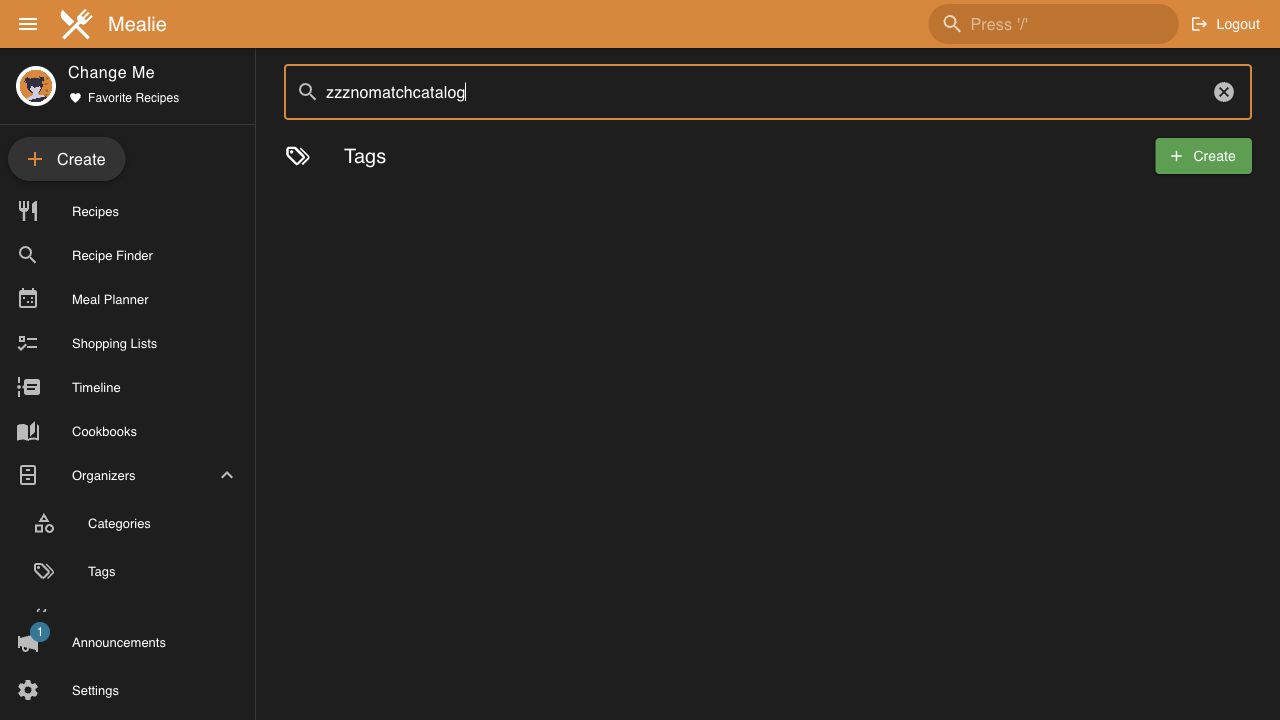 Mealie
Press '/'
Logout
Change Me
Favorite Recipes
zzznomatchcatalog
Tags
Create
Create
Recipes
Recipe Finder
Meal Planner
Shopping Lists
Timeline
Cookbooks
Organizers
Categories
Tags
1
Announcements
Settings